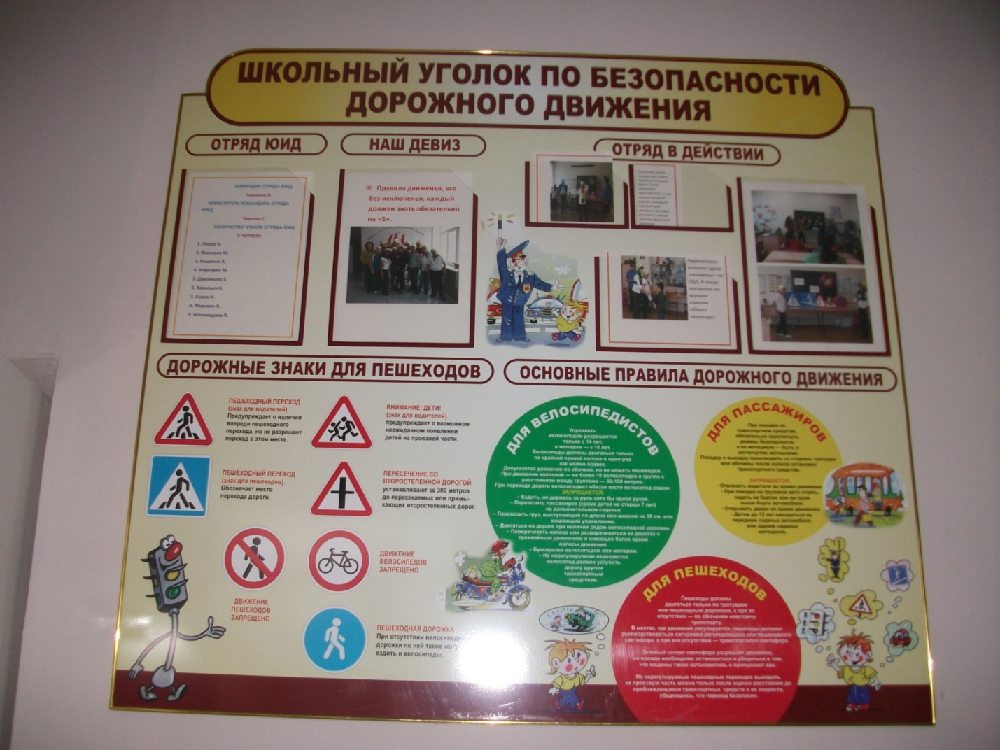 ШКОЛЬНЫЙ УГОЛОК ПО БЕЗОПАСНОСТИ
ДОРОЖНОГО ДВИЖЕНИЯ
ОТРЯД ЮИД
НАШ ДЕВИЗ
ОТРЯД В ДЕЙСТВИИ
КОМАНДИР ОТРЯДА ЮИД
Павленко В.
ЗАМЕСТИТЕЛЬ КОМАНДИРА ОТРЯДА
ЮИД
Чернова Г.
КОЛИЧЕСТВО ЧЛЕНОВ ОТРЯДА ЮИД
9 ЧЕЛОВЕК
1. Попов Н.
2. Васильев М.
3. Ващенко Л.
4. Маргарян М.
5. Джемилев Э.
6. Васильев К.
7. Бурка И.
8. Мирзоян К.
9. Магомедова П.
Правила движенья, все
без исключенья, каждый
должен знать обязательно
на «5».
Первоклашки
успешно сдали
«экзамены» по
ПДД. В конце
праздника им
вручили
памятки
«Юного
пешехода».
ДОРОЖНЫЕ ЗНАКИ ДЛЯ ПЕШЕХОДОВ
ПЕШЕХОДНЫЙ ПЕРЕХОД
(знак для водителей).
Предупреждает о наличии
впереди пешеходного
перехода, но не разрешает
переход в этом месте.
ВНИМАНИЕ! ДЕТИ!
(знак для водителей).
предупреждает о возможном
неожиданном появлении
детей на проезжей части.
ПЕШЕХОДНЫЙ ПЕРЕХОД
(знак для пешеходов).
Обозначает место
перехода дороги.
ПЕРЕСЕЧЕНИЕ СО
ВТОРОСТЕПЕННОЙ ДОРОГОЙ
устанавливают за 300 метров
до пересекаемых или примы-
кающих второстепенных дорог.
ДВИЖЕНИЕ
ПЕШЕХОДОВ
ЗАПРЕЩЕНО
ДВИЖЕНИЕ
ВЕЛОСИПЕДОВ
ЗАПРЕЩЕНО
ПЕШЕХОДНАЯ ДОРОЖКА
При отсутствии
дорожки по ней также
ездить и велосипеды.
ОСНОВНЫЕ ПРАВИЛА ДОРОЖНОГО ДВИЖЕНИЯ
ДЛЯ ВЕЛОСИПЕДИСТОВ
Управлять
велосипедом разрешается
только с 14 лет,
а мопедом — с 16 лет.
Велосипеды должны двигаться только
по крайней правой полосе в один ряд
как можно правее.
Допускается движение по обочине, но не мешать пешеходам.
При движении колонной — не более 10 велосипедов в группе с
расстоянием между группами — 80-100 метров.
При переходе дороги велосипедист обязан вести велосипед рядом.
ЗАПРЕЩАЕТСЯ:
– Ездить, не держась за руль хотя бы одной рукой.
– Перевозить пассажиров (кроме детей не старше 7 лет)
на дополнительном сиденье.
– Перевозить груз, выступающий по длине или ширине на 50 см. или
мешающий управлению.
– Двигаться по дороге при наличии рядом велосипедной дорожки.
– Поворачивать налево или разворачиваться на дорогах с
трамвайным движением и имеющих более одной
полосы движения.
– Буксировка велосипедом или мопедом.
– На нерегулируемом перекрестке
велосипед должен уступить
дорогу другим
транспортным
средствам.
ДЛЯ ПАССАЖИРОВ
При поездке на
транспортном средстве,
обязательно пристегнуть
ремень безопасности,
а на мотоцикле — быть в
застегнутом мотошлеме.
Посадку и высадку производить со стороны тротуара
или обочины после полной остановки
транспортного средства.
ЗАПРЕЩАЕТСЯ:
- Отвлекать водителя во время движения.
- При поездке на грузовом авто стоять,
сидеть на бортах или на грузе
выше борта автомобиля.
- Открывать двери во время движения.
- Детям до 12 лет находиться на
переднем сиденье автомобиля
или заднем сиденье
мотоцикла.
ДЛЯ ПЕШЕХОДОВ
Пешеходы должны
двигаться только по тротуарам
или пешеходным дорожкам, а при их
отсутствии — по обочинам навстречу
транспорту.
В местах, где движение регулируется, пешеходы должны
руководствоваться сигналами регулировщика или пешеходного
светофора, а при его отсутствии — транспортного светофора.
Зеленый сигнал светофора разрешает движение,
но прежде необходимо остановиться и убедиться в том,
что машины также остановились и пропускают вас.
На нерегулируемых пешеходных переходах выходить
на проезжую часть можно только после оценки расстояния до
приближающихся транспортных средств и их скорости,
убедившись, что переход безопасен.